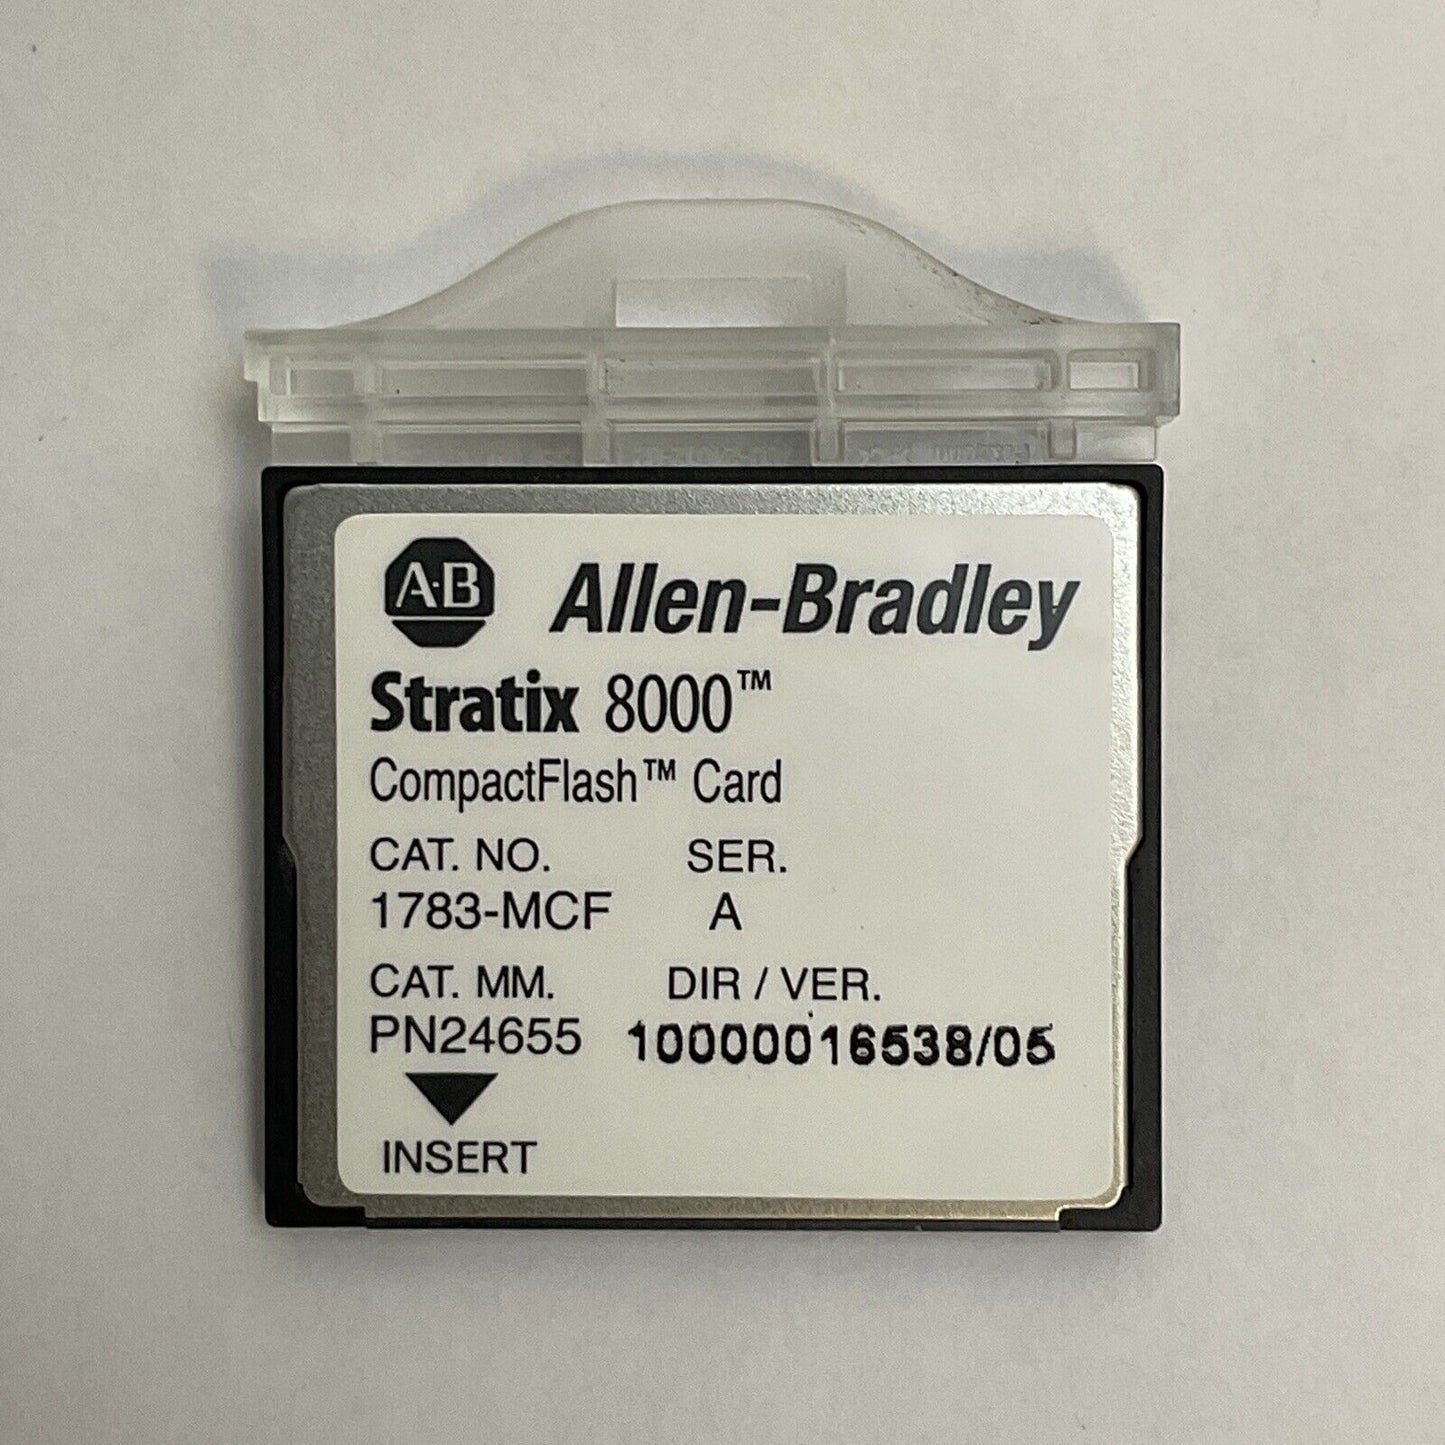 A-B Allen-Bradley
Stratix 8000™
CompactFlash™ Card
CAT. NO. SER.
1783-MCF A
CAT. MM. DIR / VER.
PN24655 10000016538/05
INSERT